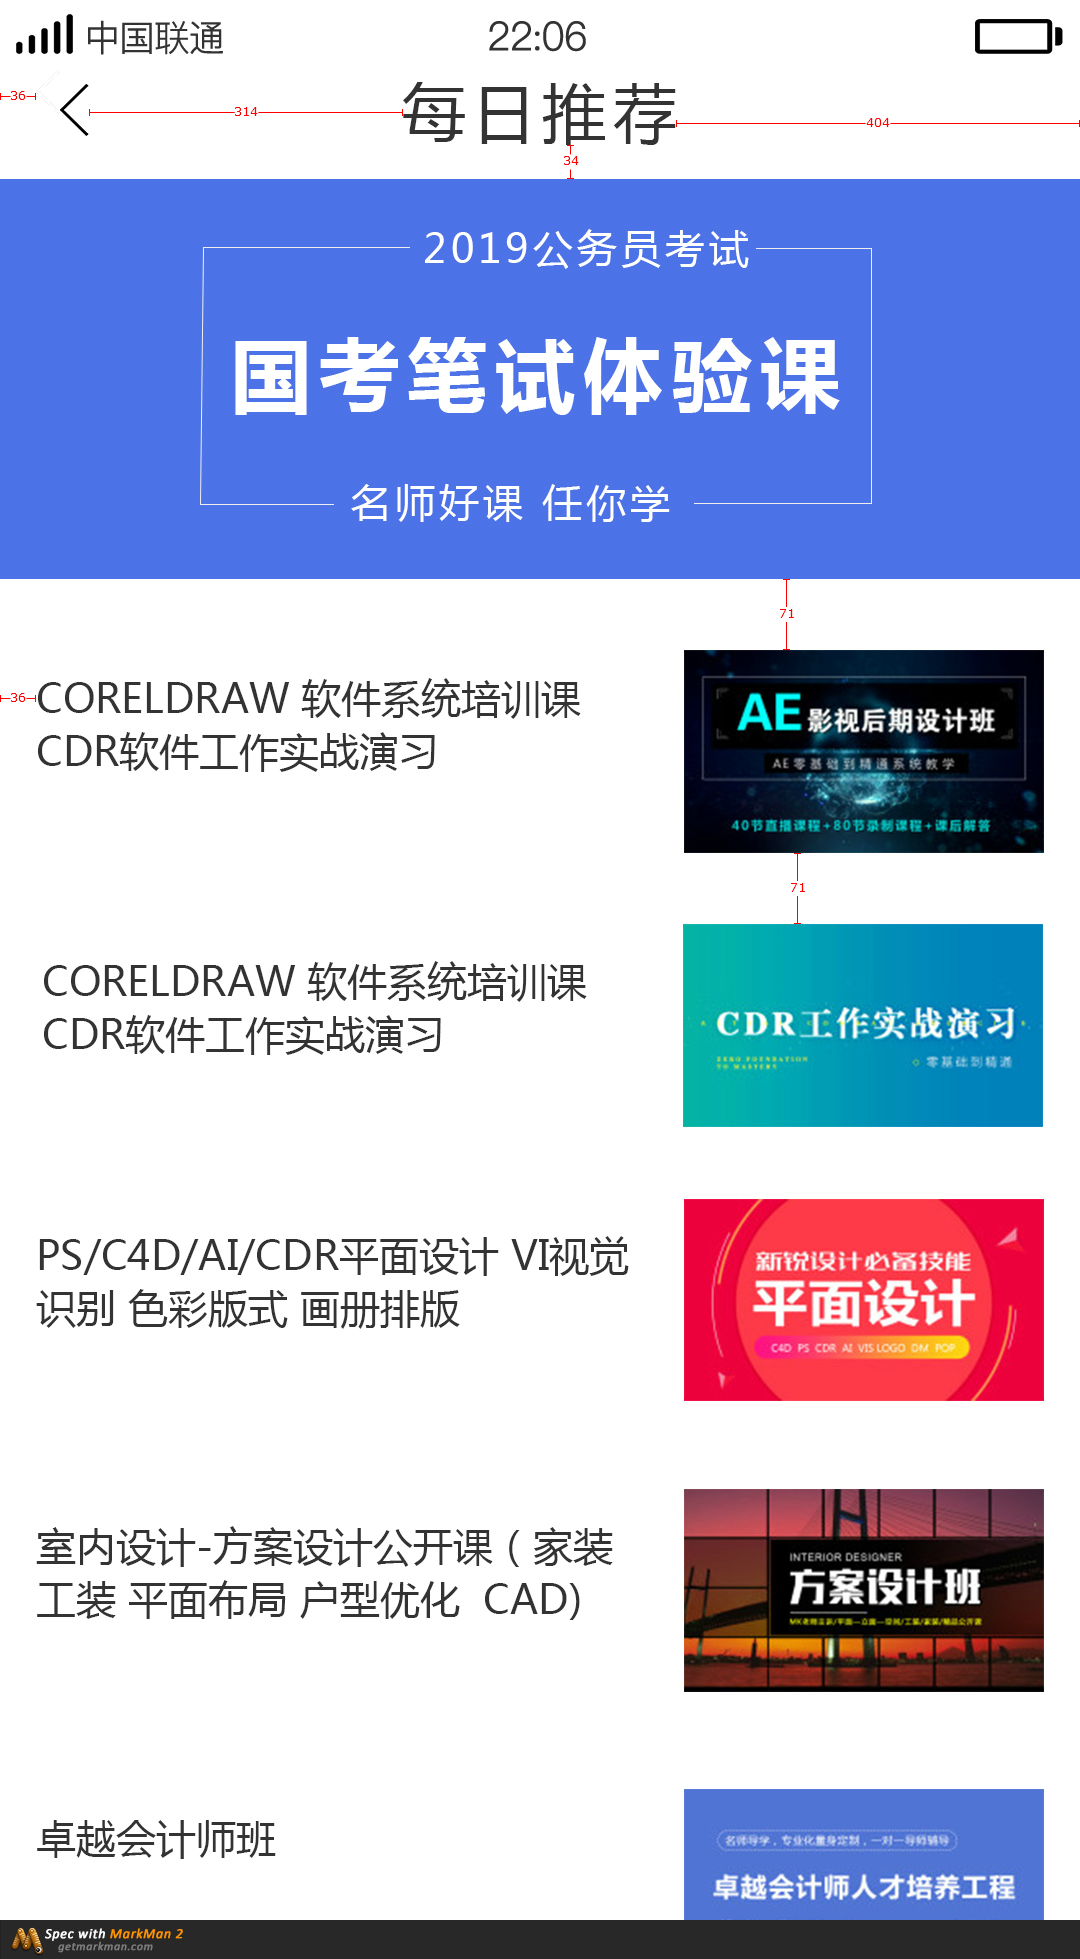 中国联通 22:06
36
314
每日推荐
404
34
2019公务员考试
国考笔试体验课
名师好课 任你学
71
36
CORELDRAW 软件系统培训课
CDR软件工作实战演习
AE影视后期设计班
AE零基础到精通系统教学
40节直播课程+80节录制课程+课后解答
71
CORELDRAW 软件系统培训课
CDR软件工作实战演习
CDR工作实战演习
ZERO FOUNDATION
TO MASTERY
零基础到精通
PS/C4D/AI/CDR平面设计 VI视觉
识别 色彩版式 画册排版
新锐设计必备技能
平面设计
C4D PS CDR AI VIS LOGO DM POP
室内设计-方案设计公开课（家装
工装 平面布局 户型优化 CAD)
INTERIOR DESIGNER
方案设计班
卓越会计师班
名师导学，专业化量身定制，一对一导师辅导
卓越会计师人才培养工程
Spec with MarkMan 2
getmarkman.com